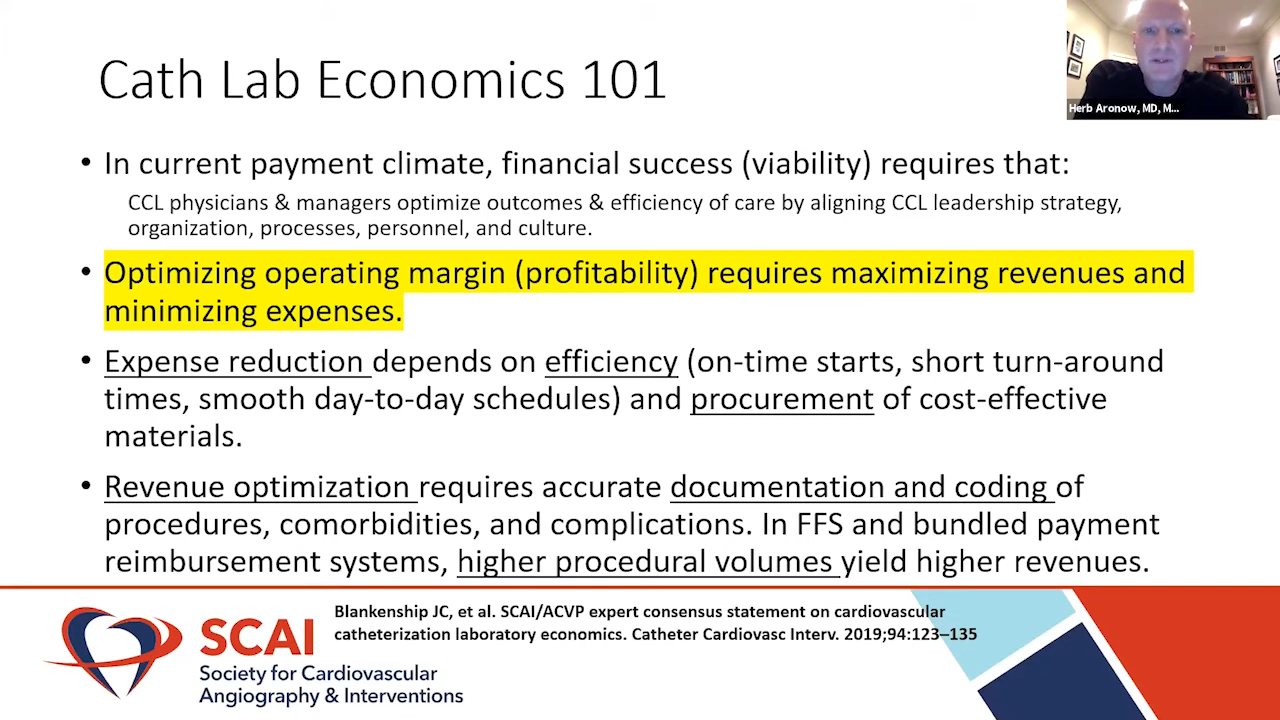 Cath Lab Economics 101
Herb Aronow, MD, M...
• In current payment climate, financial success (viability) requires that:
CCL physicians & managers optimize outcomes & efficiency of care by aligning CCL leadership strategy,
organization, processes, personnel, and culture.
• Optimizing operating margin (profitability) requires maximizing revenues and
minimizing expenses.
• Expense reduction depends on efficiency (on-time starts, short turn-around
times, smooth day-to-day schedules) and procurement of cost-effective
materials.
• Revenue optimization requires accurate documentation and coding of
procedures, comorbidities, and complications. In FFS and bundled payment
reimbursement systems, higher procedural volumes yield higher revenues.
Blankenship JC, et al. SCAI/ACVP expert consensus statement on cardiovascular
catheterization laboratory economics. Catheter Cardiovasc Interv. 2019;94:123–135
SCAI
Society for Cardiovascular
Angiography & Interventions